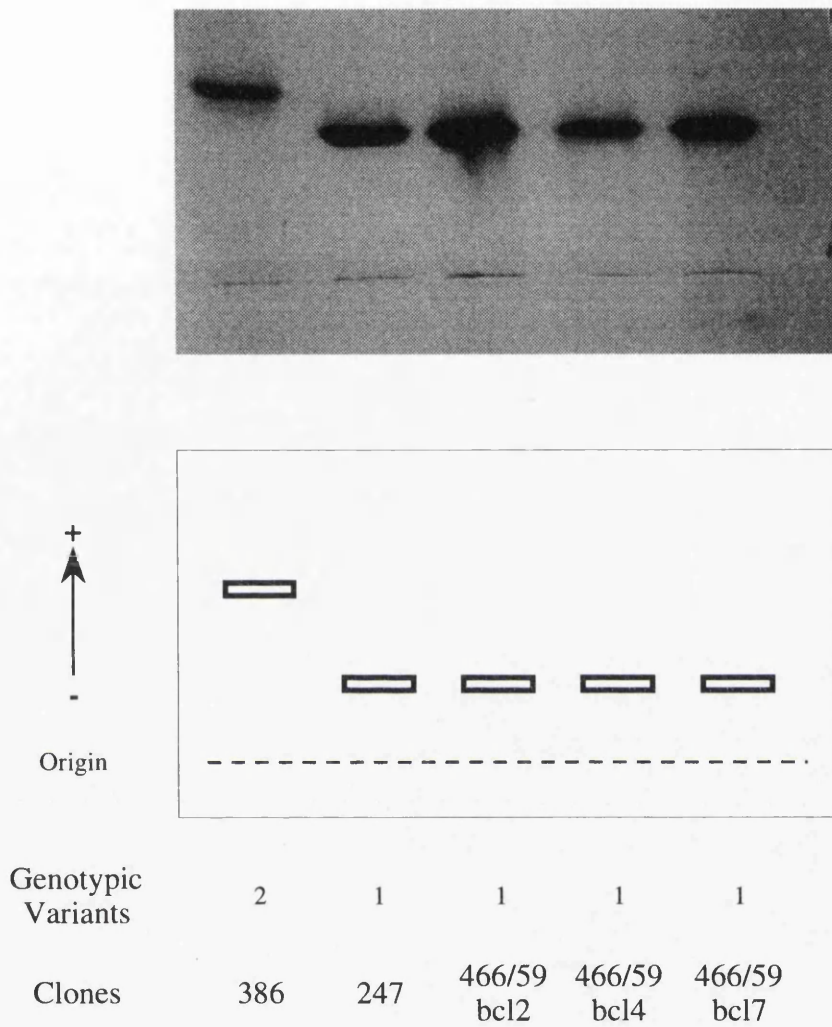 +
-
Origin
Genotypic
Variants
2 1 1 1 1
Clones
386 247 466/59 466/59 466/59
bcl2 bcl4 bcl7